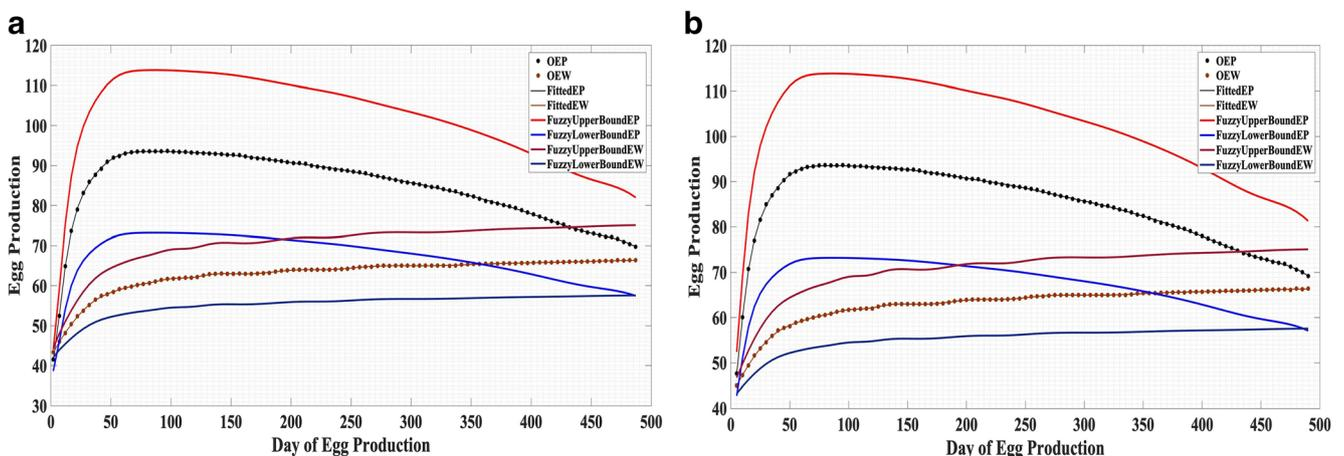 a
120
110
100
90
80
70
60
50
40
30
Egg Production
0 50 100 150 200 250 300 350 400 450 500
Day of Egg Production
OEP
OEW
FittedEP
FittedEW
FuzzyUpperBoundEP
FuzzyLowerBoundEP
FuzzyUpperBoundEW
FuzzyLowerBoundEW
b
120
110
100
90
80
70
60
50
40
Egg Production
0 50 100 150 200 250 300 350 400 450 500
Day of Egg Production
OEP
OEW
FittedEP
FittedEW
FuzzyUpperBoundEP
FuzzyLowerBoundEP
FuzzyUpperBoundEW
FuzzyLowerBoundEW